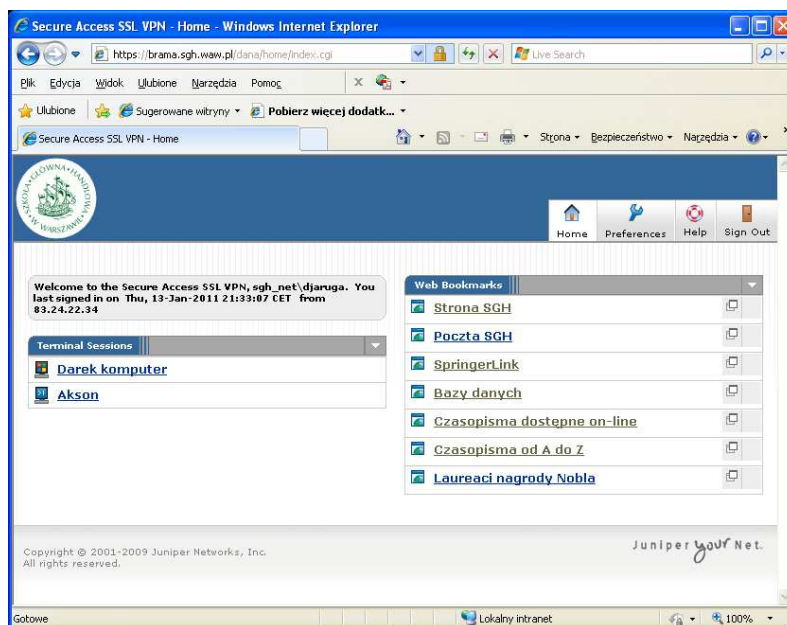 Secure Access SSL VPN - Home - Windows Internet Explorer
https://brama.sgh.waw.pl/dana/home/index.cgi
Live Search
Plik Edycja Widok Ulubione Narzędzia Pomoc
Ulubione Sugerowane witryny Pobierz więcej dodatk...
Secure Access SSL VPN - Home
Strona Bezpieczeństwo Narzędzia
SZKOŁA GŁÓWNA HANDLOWA W WARSZAWIE
Home Preferences Help Sign Out
Welcome to the Secure Access SSL VPN, sgh_net\djaruga. You
last signed in on Thu, 13-Jan-2011 21:33:07 CET from
83.24.22.34
Terminal Sessions
Darek komputer
Akson
Web Bookmarks
Strona SGH
Poczta SGH
SpringerLink
Bazy danych
Czasopisma dostępne on-line
Czasopisma od A do Z
Laureaci nagrody Nobla
Copyright © 2001-2009 Juniper Networks, Inc.
All rights reserved.
Juniper your Net.
Gotowe
Lokalny intranet
100%